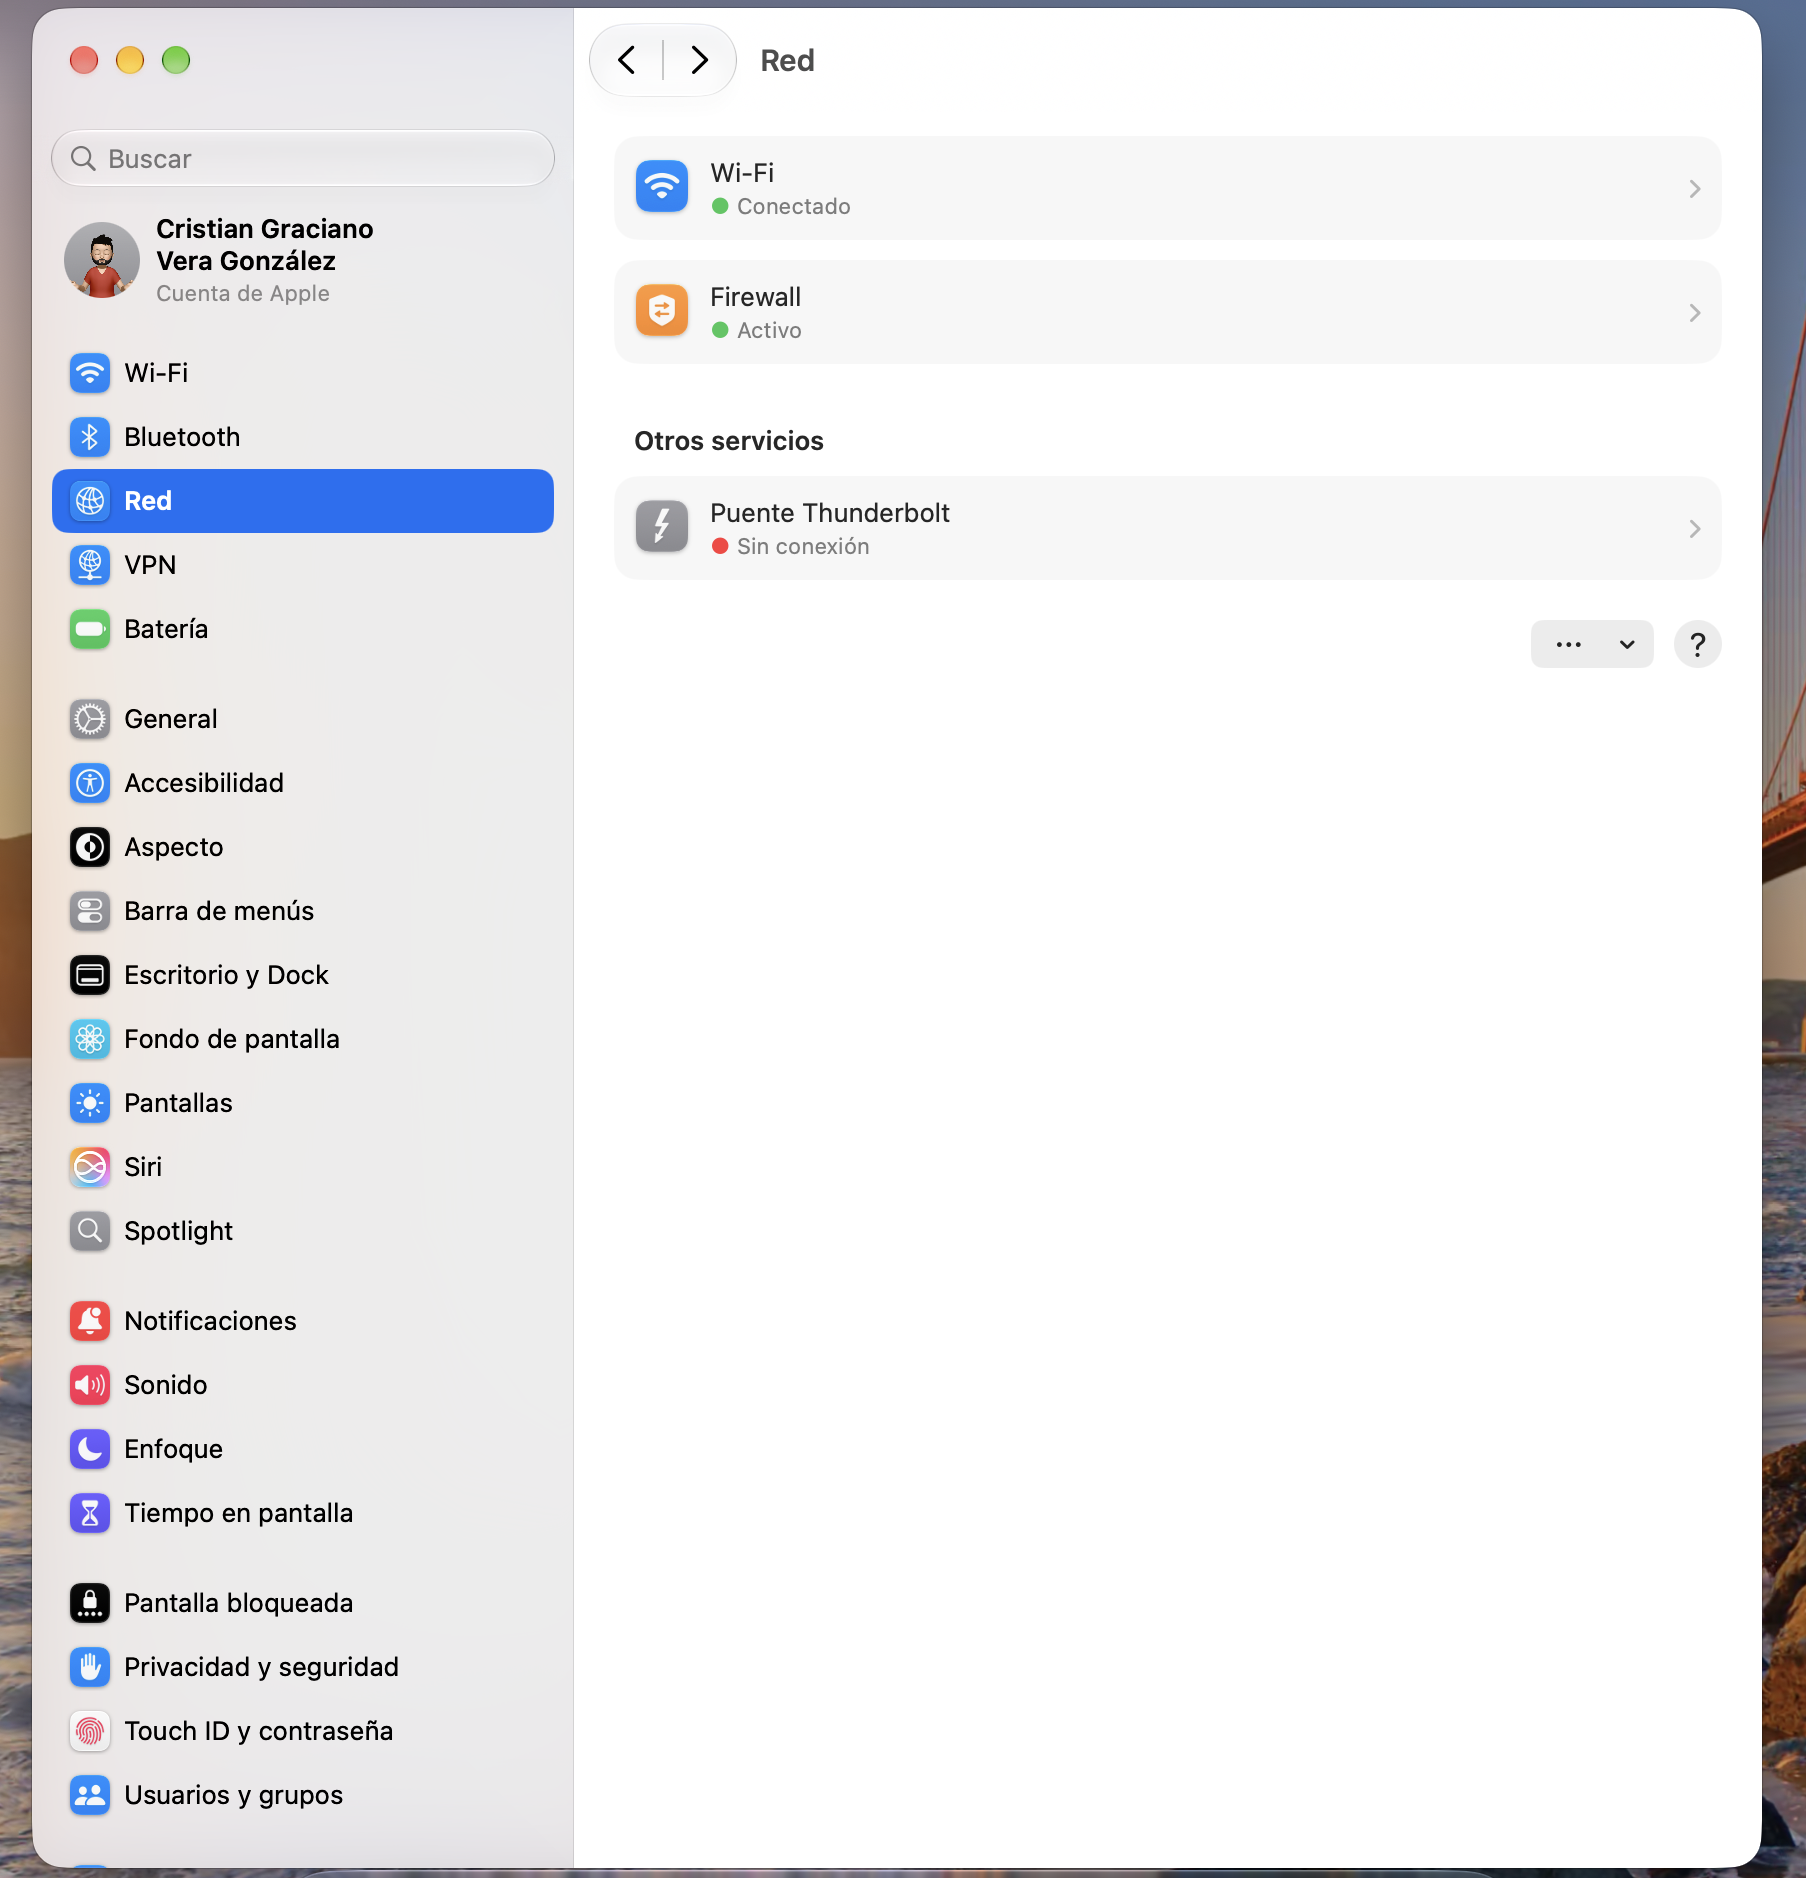 Buscar
Cristian Graciano
Vera González
Cuenta de Apple
Wi-Fi
Bluetooth
Red
VPN
Batería
General
Accesibilidad
Aspecto
Barra de menús
Escritorio y Dock
Fondo de pantalla
Pantallas
Siri
Spotlight
Notificaciones
Sonido
Enfoque
Tiempo en pantalla
Pantalla bloqueada
Privacidad y seguridad
Touch ID y contraseña
Usuarios y grupos
Red
Wi-Fi
Conectado
Firewall
Activo
Otros servicios
Puente Thunderbolt
Sin conexión
... 
?